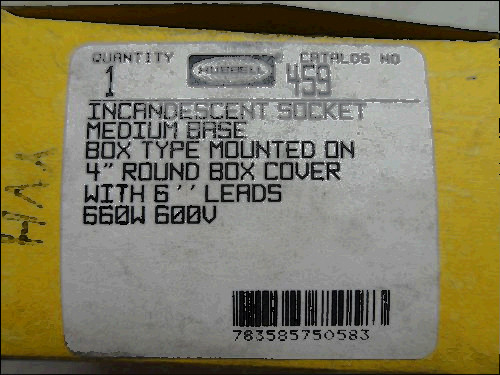 QUANTITY HUBBELL CATALOG NO
1 459
INCANDESCENT SOCKET
MEDIUM BASE
BOX TYPE MOUNTED ON
4" ROUND BOX COVER
WITH 6'' LEADS
660W 600V
783585750583